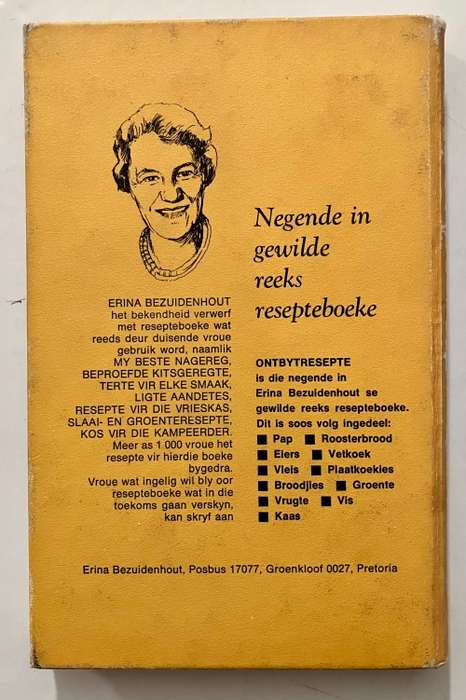 Negende in
gewilde
reeks
resepteboeke
ERINA BEZUIDENHOUT
het bekendheid verwerf
met resepteboeke wat
reeds deur duisende vroue
gebruik word, naamlik
MY BESTE NAGEREG,
BEPROEFDE KITSGEREGTE,
TERTE VIR ELKE SMAAK,
LIGTE AANDETES,
RESEPTE VIR DIE VRIESKAS,
SLAAI- EN GROENTERESEPTE,
KOS VIR DIE KAMPEERDER.
Meer as 1 000 vroue het
resepte vir hierdie boeke
bygedra.
Vroue wat ingelig wil bly oor
resepteboeke wat in die
toekoms gaan verskyn,
kan skryf aan
ONTBYTRESEPTE
is die negende in
Erina Bezuidenhout se
gewilde reeks resepteboeke.
Dit is soos volg ingedeel:
■ Pap ■ Roosterbrood
■ Eiers ■ Vetkoek
■ Vleis ■ Plaatkoekies
■ Broodjies ■ Groente
■ Vrugte ■ Vis
■ Kaas
Erina Bezuidenhout, Posbus 17077, Groenkloof 0027, Pretoria